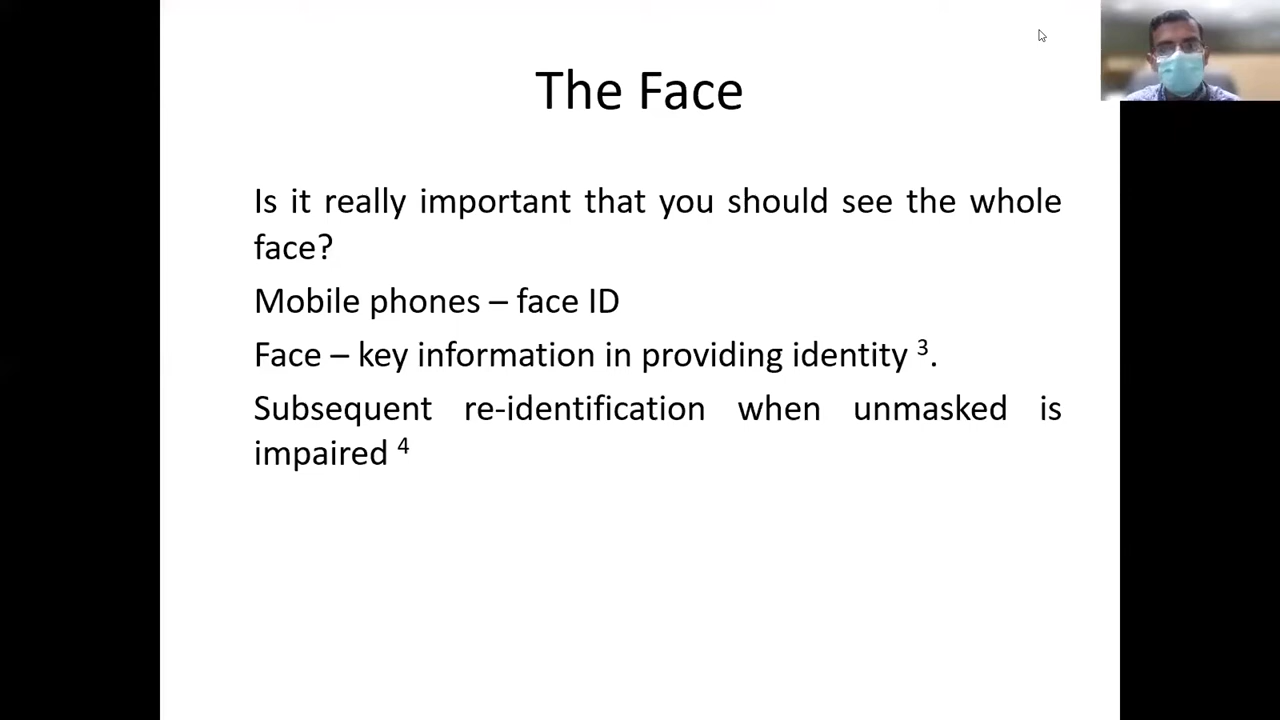 The Face
Is it really important that you should see the whole
face?
Mobile phones – face ID
Face – key information in providing identity ³.
Subsequent re-identification when unmasked is
impaired ⁴